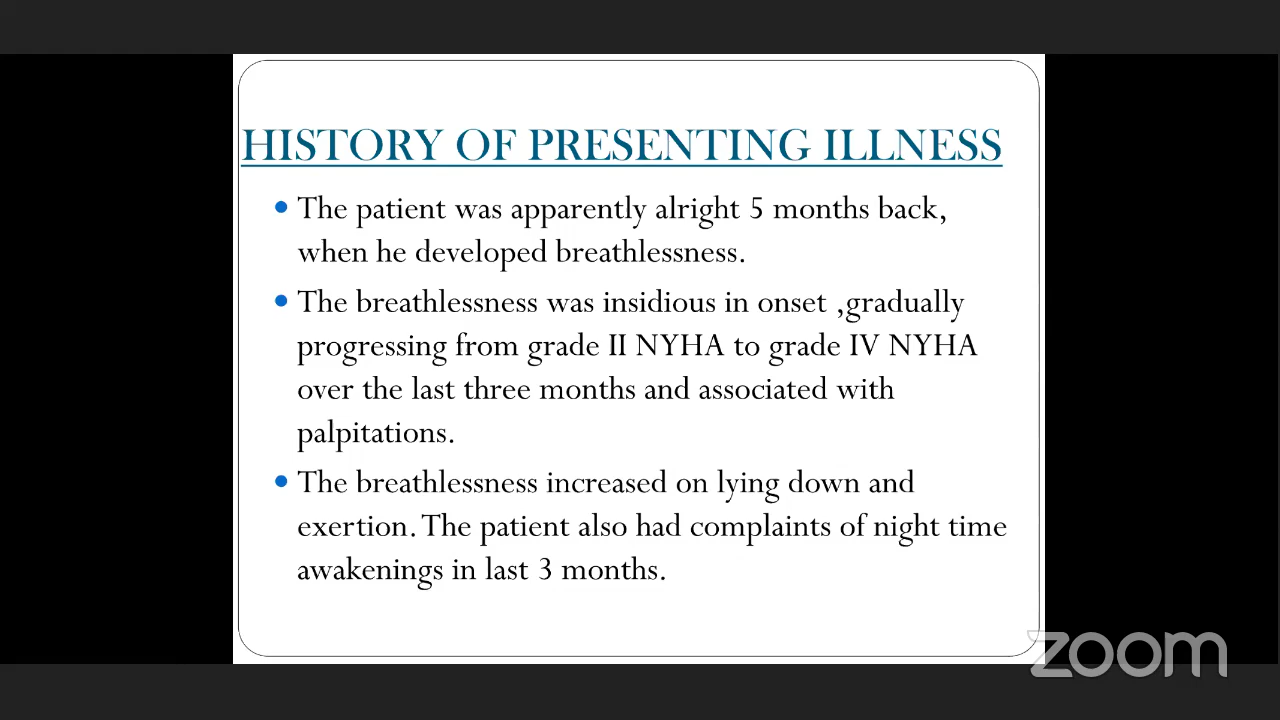 HISTORY OF PRESENTING ILLNESS
The patient was apparently alright 5 months back,
when he developed breathlessness.
The breathlessness was insidious in onset ,gradually
progressing from grade II NYHA to grade IV NYHA
over the last three months and associated with
palpitations.
The breathlessness increased on lying down and
exertion. The patient also had complaints of night time
awakenings in last 3 months.
zoom